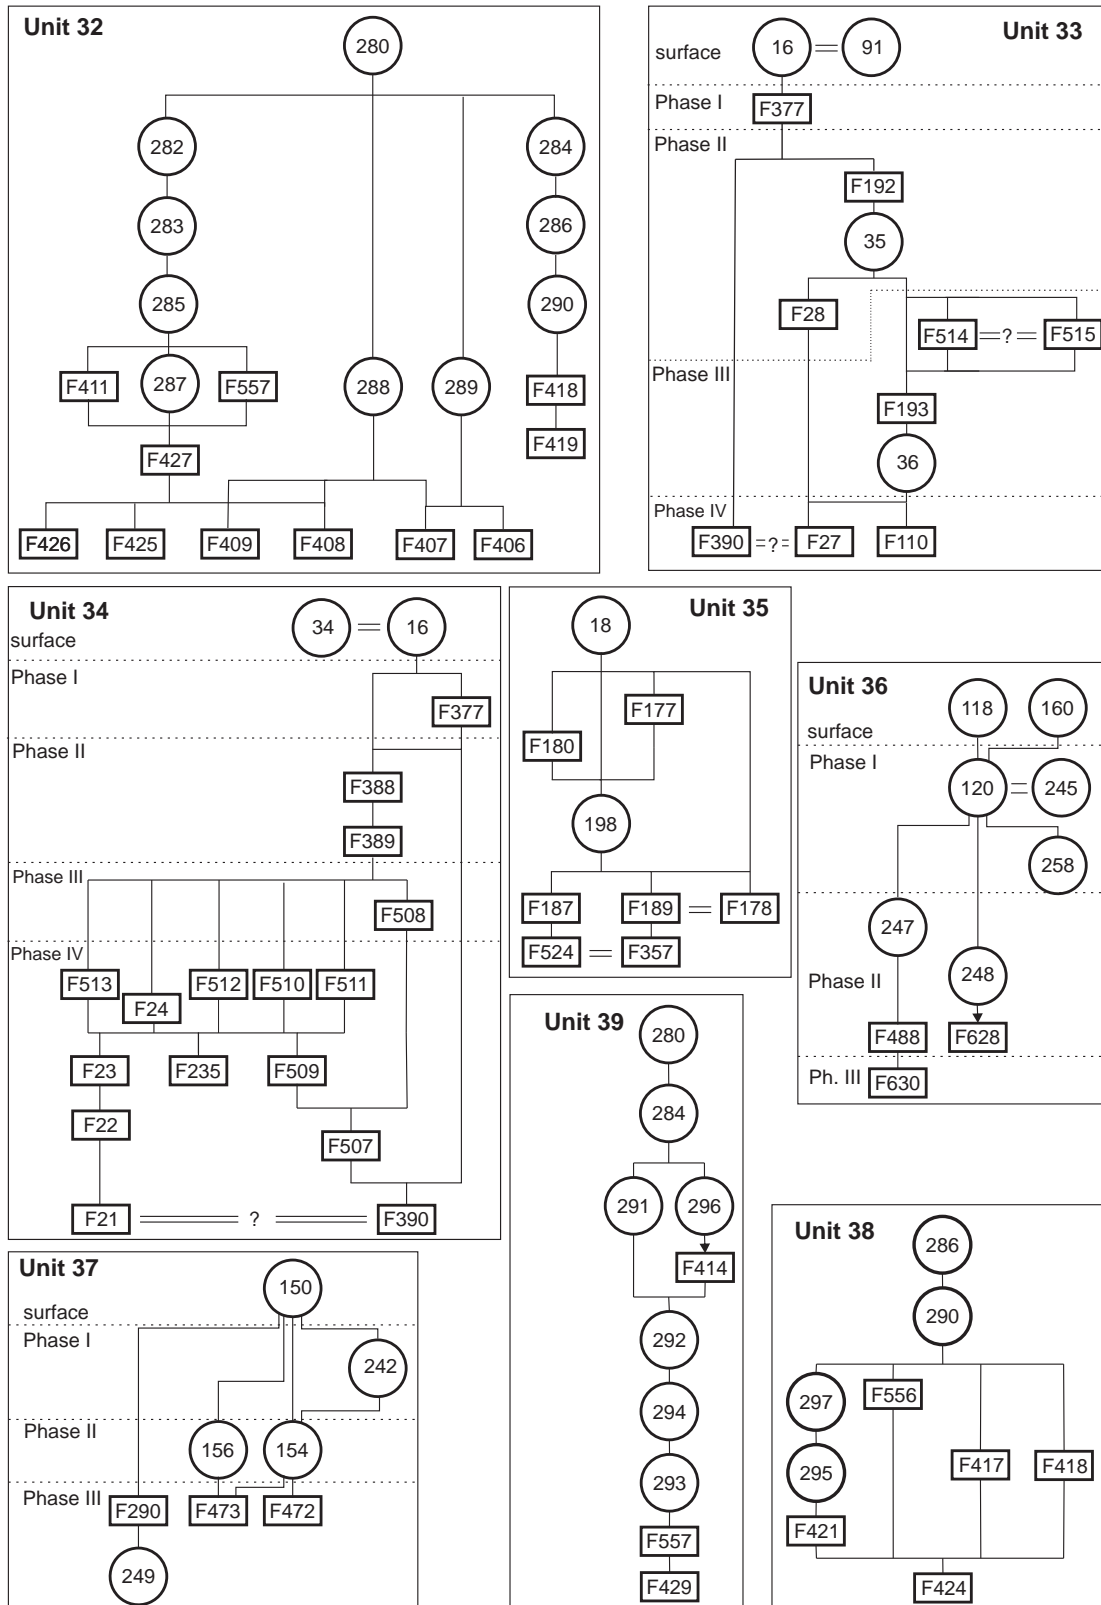 Unit 32
280
282
284
283
286
285
290
F411
287
F557
288
289
F418
F427
F419
F426
F425
F409
F408
F407
F406
Unit 33
surface
16
91
Phase I
F377
Phase II
F192
35
F28
F514 =?= F515
Phase III
F193
36
Phase IV
F390 =?= F27
F110
Unit 34
surface
34 = 16
Phase I
F377
Phase II
F388
F389
Phase III
F508
Phase IV
F513
F24
F512
F510
F511
F23
F235
F509
F22
F507
F21 = ? = F390
Unit 35
18
F177
F180
198
F187
F189 = F178
F524 = F357
Unit 36
surface
118
160
Phase I
120 = 245
258
247
Phase II
248
F488
F628
Ph. III
F630
Unit 37
surface
150
Phase I
242
Phase II
156
154
Phase III
F290
F473
F472
249
Unit 39
280
284
291
296
F414
292
294
293
F557
F429
Unit 38
286
290
297
F556
295
F417
F418
F421
F424